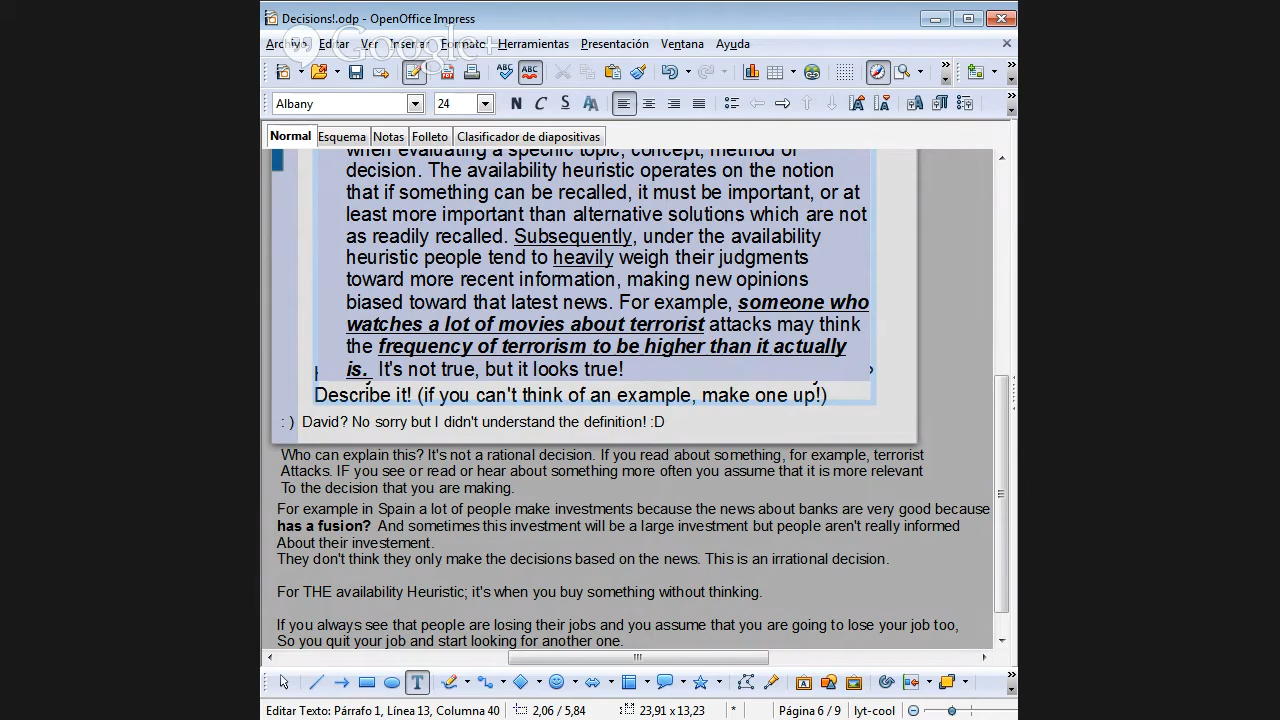 Decisions!.odp - OpenOffice Impress
Google+
Archivo Editar Ver Insertar Formato Herramientas Presentación Ventana Ayuda
Albany 24 N C S
Normal Esquema Notas Folleto Clasificador de diapositivas
when evaluating a specific topic, concept, method or
decision. The availability heuristic operates on the notion
that if something can be recalled, it must be important, or at
least more important than alternative solutions which are not
as readily recalled. Subsequently, under the availability
heuristic people tend to heavily weigh their judgments
toward more recent information, making new opinions
biased toward that latest news. For example, someone who
watches a lot of movies about terrorist attacks may think
the frequency of terrorism to be higher than it actually
is. It's not true, but it looks true!
Describe it! (if you can't think of an example, make one up!)
: ) David? No sorry but I didn't understand the definition! :D
Who can explain this? It's not a rational decision. If you read about something, for example, terrorist
Attacks. IF you see or read or hear about something more often you assume that it is more relevant
To the decision that you are making.
For example in Spain a lot of people make investments because the news about banks are very good because
has a fusion? And sometimes this investment will be a large investment but people aren't really informed
About their investement.
They don't think they only make the decisions based on the news. This is an irrational decision.
For THE availability Heuristic; it's when you buy something without thinking.
If you always see that people are losing their jobs and you assume that you are going to lose your job too,
So you quit your job and start looking for another one.
Editar Texto: Párrafo 1, Línea 13, Columna 40 2,06 / 5,84 23,91 x 13,23 * Página 6 / 9 lyt-cool